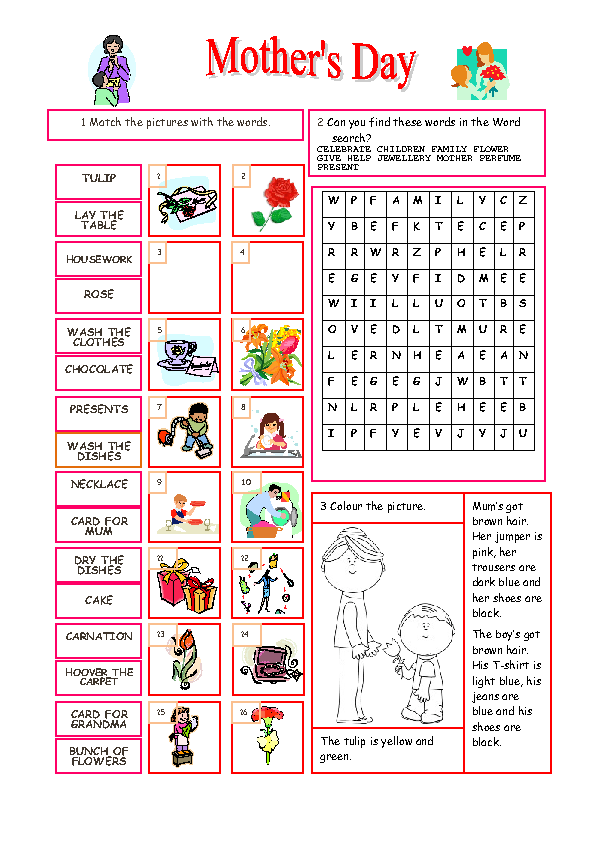 Mother's Day
1 Match the pictures with the words.
TULIP
LAY THE
TABLE
HOUSEWORK
ROSE
WASH THE
CLOTHES
CHOCOLATE
PRESENTS
WASH THE
DISHES
NECKLACE
CARD FOR
MUM
DRY THE
DISHES
CAKE
CARNATION
HOOVER THE
CARPET
CARD FOR
GRANDMA
BUNCH OF
FLOWERS
1 2
3 4
5 6
7 8
9 10
11 12
13 14
15 16
2 Can you find these words in the Word
search?
CELEBRATE CHILDREN FAMILY FLOWER
GIVE HELP JEWELLERY MOTHER PERFUME
PRESENT
W P F A M I L Y C Z
Y B E F K T E C E P
R R W R Z P H E L R
E G E Y F I D M E E
W I I L L U O T B S
O V E D L T M U R E
L E R N H E A E A N
F E G E G J W B T T
N L R P L E H E E B
I P F Y E V J Y J U
3 Colour the picture.
The tulip is yellow and
green.
Mum's got
brown hair.
Her jumper is
pink, her
trousers are
dark blue and
her shoes are
black.
The boy's got
brown hair.
His T-shirt is
light blue, his
jeans are
blue and his
shoes are
black.